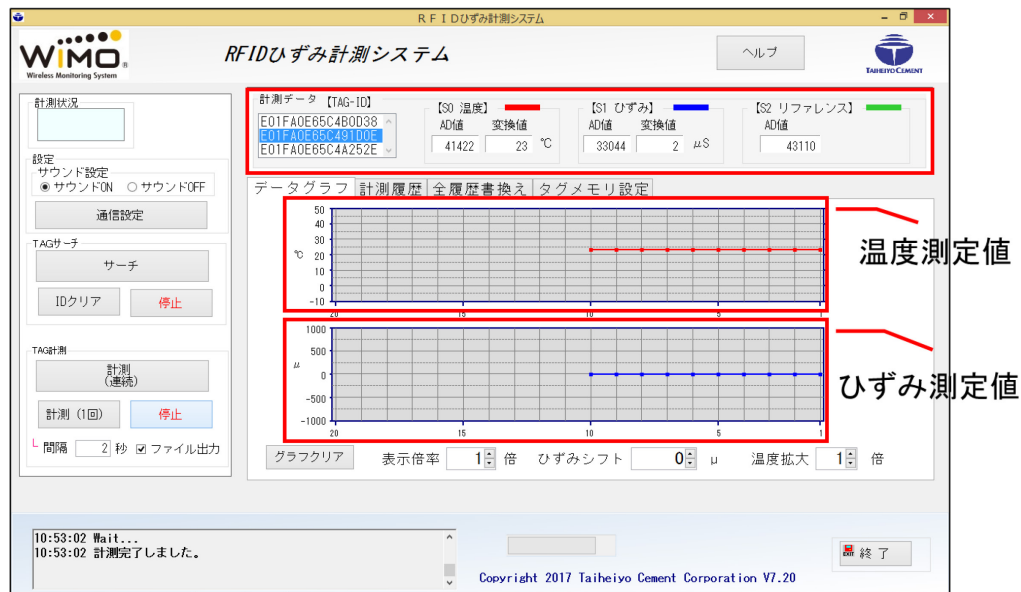 RFIDひずみ計測システム
WIMO®
Wireless Monitoring System
RFIDひずみ計測システム
ヘルプ
TAIHEIYO CEMENT
計測状況
設定
サウンド設定
サウンドON サウンドOFF
通信設定
TAGサーチ
サーチ
IDクリア 停止
TAG計測
計測
(連続)
計測 (1回) 停止
間隔 2 秒 ファイル出力
計測データ 【TAG-ID】
E01FA0E65C4B0D38
E01FA0E65C491D0E
E01FA0E65C4A252E
【S0 温度】
AD値 変換値
41422 23 ℃
【S1 ひずみ】
AD値 変換値
33044 2 μS
【S2 リファレンス】
AD値
43110
データグラフ 計測履歴 全履歴書換え タグメモリ設定
50
40
30
℃ 20
10
0
-10
20 15 10 5 1
温度測定値
1000
500
μ 0
-500
-1000
20 15 10 5 1
ひずみ測定値
グラフクリア 表示倍率 1 倍 ひずみシフト 0 μ 温度拡大 1 倍
10:53:02 Wait...
10:53:02 計測完了しました。
Copyright 2017 Taiheiyo Cement Corporation V7.20
EXIT 終了